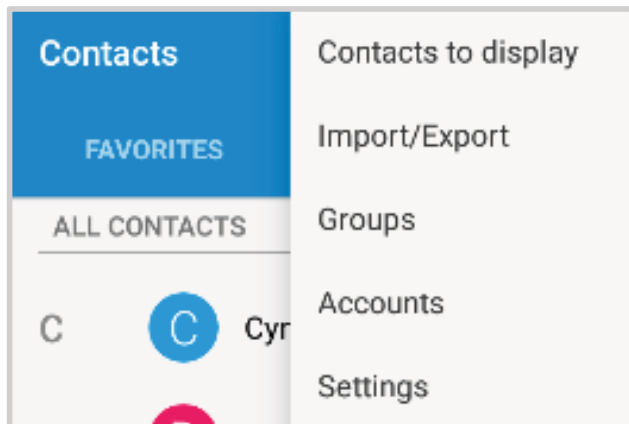 Contacts
FAVORITES
ALL CONTACTS
C
C
Cyr
Contacts to display
Import/Export
Groups
Accounts
Settings